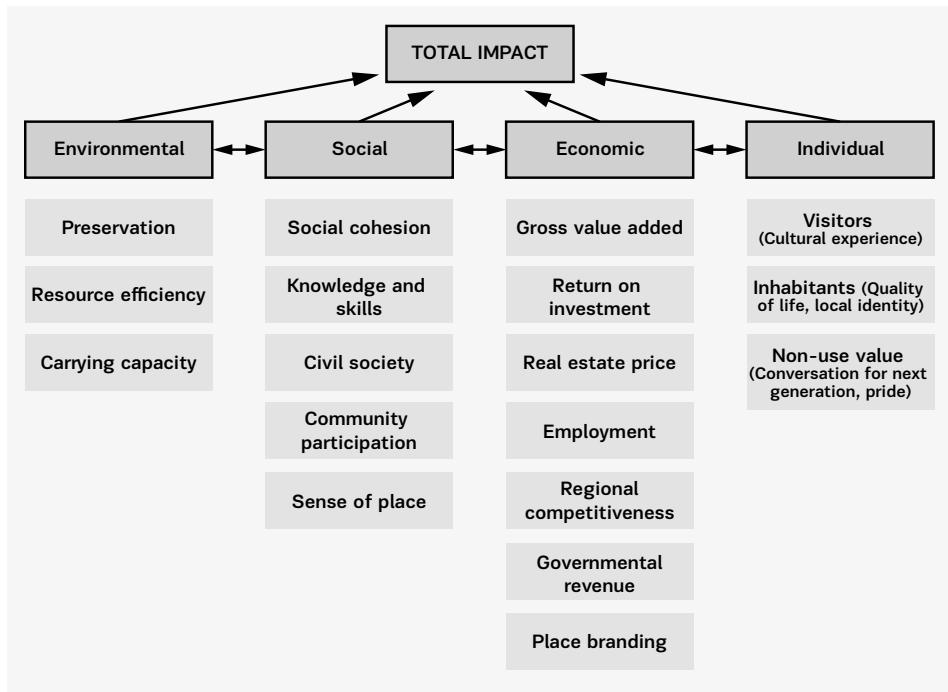 TOTAL IMPACT
Environmental
Social
Economic
Individual
Preservation
Resource efficiency
Carrying capacity
Social cohesion
Knowledge and
skills
Civil society
Community
participation
Sense of place
Gross value added
Return on
investment
Real estate price
Employment
Regional
competitiveness
Governmental
revenue
Place branding
Visitors
(Cultural experience)
Inhabitants (Quality
of life, local identity)
Non-use value
(Conversation for next
generation, pride)